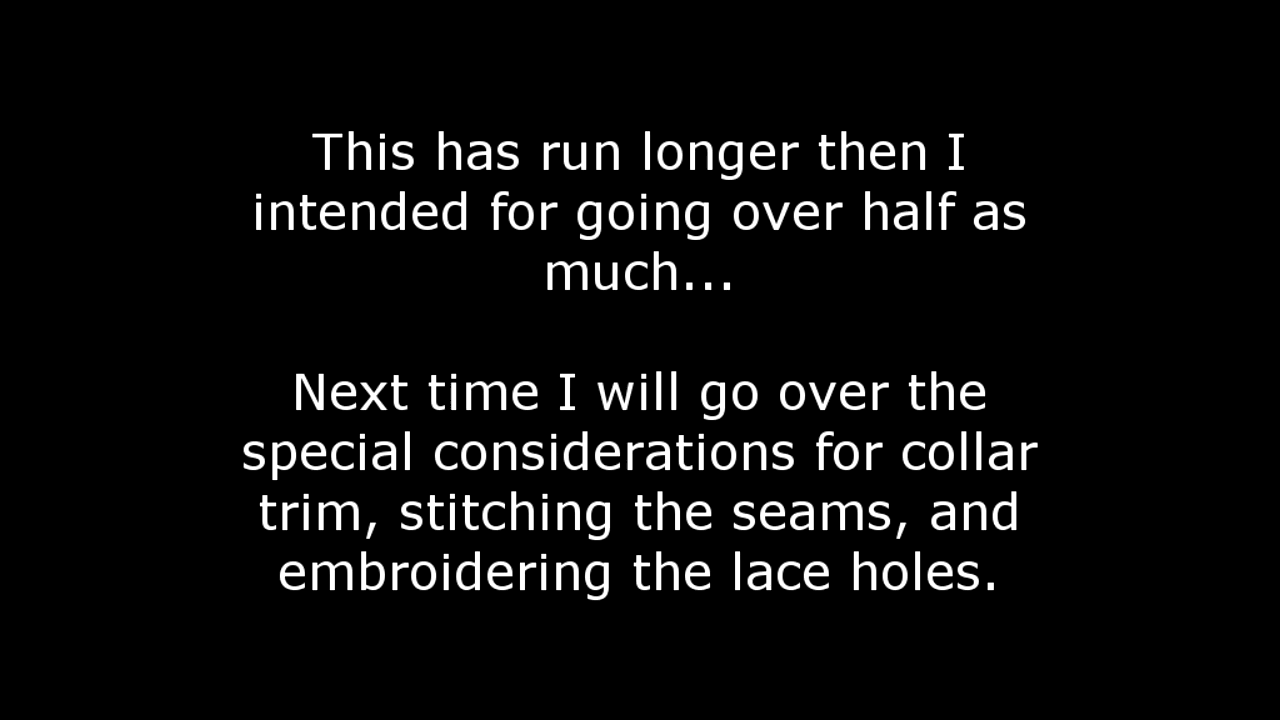 This has run longer then I
intended for going over half as
much...
Next time I will go over the
special considerations for collar
trim, stitching the seams, and
embroidering the lace holes.